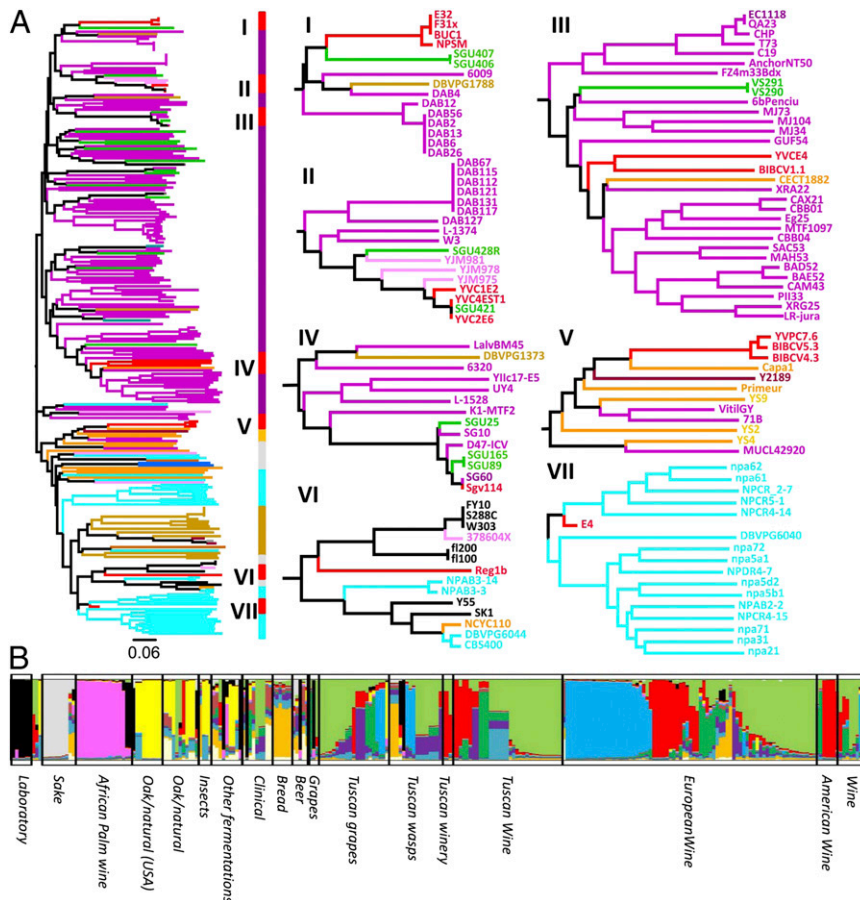 A
I
II
III
IV
V
VI
VII
0.06
I
E32
F31x
BUC1
NPSM
SGU407
SGU406
6009
DBVPG1788
DAB4
DAB12
DAB56
DAB2
DAB13
DAB6
DAB26
II
DAB67
DAB115
DAB112
DAB121
DAB131
DAB117
DAB127
L-1374
W3
SGU428R
YJM981
YJM978
YJM975
YVC1E2
YVC4EST1
SGU421
YVC2E6
III
EC1118
QA23
CHP
T73
C19
AnchorNT50
FZ4m33Bdx
VS291
VS290
6bPenciu
MJ73
MJ104
MJ34
GUF54
YVCE4
BIBCV1.1
CECT1882
XRA22
CAX21
CBB01
Eg25
MTF1097
CBB04
SAC53
MAH53
BAD52
BAE52
CAM43
PII33
XRG25
LR-jura
IV
LalvBM45
DBVPG1373
6320
YIIc17-E5
UY4
L-1528
K1-MTF2
SGU25
SG10
D47-ICV
SGU165
SGU89
SG60
Sgv114
V
YVPC7.6
BIBCV5.3
BIBCV4.3
Capa1
Y2189
Primeur
YS9
VitilGY
71B
YS2
YS4
MUCL42920
VI
FY10
S288C
W303
378604X
fl200
fl100
Reg1b
NPAB3-14
NPAB3-3
Y55
SK1
NCYC110
DBVPG6044
CBS400
VII
npa62
npa61
NPCR_2-7
NPCR5-1
NPCR4-14
E4
DBVPG6040
npa72
npa5a1
NPDR4-7
npa5d2
npa5b1
NPAB2-2
NPCR4-15
npa71
npa31
npa21
B
Laboratory
Sake
African Palm wine
Oak/natural (USA)
Oak/natural
Insects
Other fermentations
Clinical
Bread
Beer
Grapes
Tuscan grapes
Tuscan wasps
Tuscan winery
Tuscan Wine
EuropeanWine
American Wine
Wine